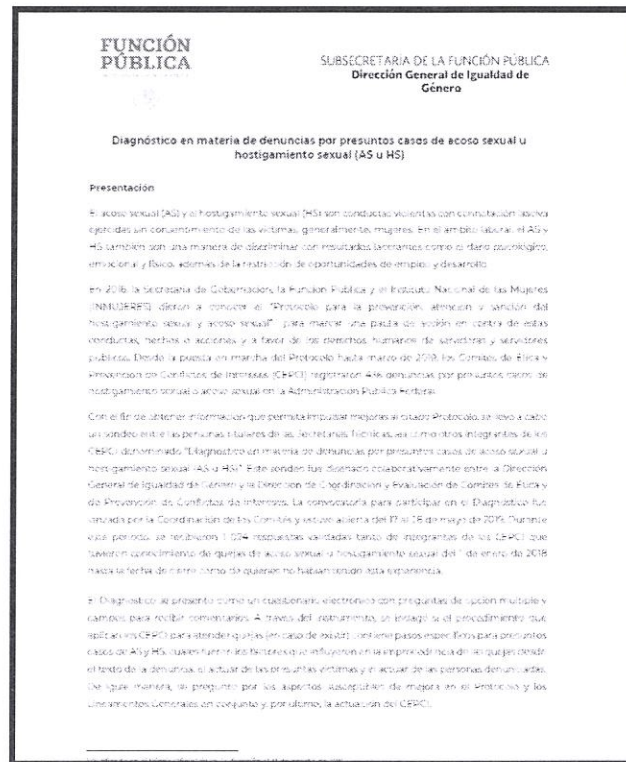 FUNCIÓN
PÚBLICA
SUBSECRETARIA DE LA FUNCIÓN PÚBLICA
Dirección General de Igualdad de
Género
Diagnóstico en materia de denuncias por presuntos casos de acoso sexual u
hostigamiento sexual (AS u HS)
Presentación
El acoso sexual (AS) y el hostigamiento sexual (HS) son conductas violentas con connotación lasciva
ejercidas sin consentimiento de las víctimas, generalmente, mujeres. En el ámbito laboral, el AS y
HS también son una manera de discriminar con resultados lacerantes como el daño psicológico,
emocional y físico, además de la restricción de oportunidades de empleo y desarrollo.
En 2016, la Secretaría de Gobernación, la Función Pública y el Instituto Nacional de las Mujeres
(INMUJERES) dieron a conocer el "Protocolo para la prevención, atención y sanción del
hostigamiento sexual y acoso sexual" para marcar una pauta de acción en contra de estas
conductas, hechos o acciones y a favor de los derechos humanos de servidoras y servidores
públicos. Desde la puesta en marcha del Protocolo hasta marzo de los Comités de Ética y
Prevención de Conflictos de Intereses (CEPCI) registraron denuncias por presuntos casos de
hostigamiento sexual o acoso sexual en la Administración Pública Federal.
Con el fin de obtener información que permita impulsar mejoras al citado Protocolo, se llevó a cabo
un sondeo entre las personas titulares de las Secretarías Técnicas, así como otros integrantes de los
CEPCI denominado "Diagnóstico en materia de denuncias por presuntos casos de acoso sexual u
hostigamiento sexual (AS u HS)". Este sondeo fue diseñado colaborativamente entre la Dirección
General de Igualdad de Género y la Dirección de Coordinación y Evaluación de Comités de Ética y
de Prevención de Conflictos de Intereses. La convocatoria para participar en el Diagnóstico fue
lanzada por la Coordinación de los Comités y estuvo abierta del 17 al 28 de mayo de 2019. Durante
este periodo, se recibieron 1,024 respuestas validadas tanto de integrantes de los CEPCI que
tuvieron conocimiento de quejas de acoso sexual u hostigamiento sexual del 1 de enero de 2018
hasta la fecha de cierre como de quienes no habían tenido esta experiencia.
El Diagnóstico se presentó como un cuestionario electrónico con preguntas de opción múltiple y
campos para recibir comentarios. A través del instrumento, se indagó si el procedimiento que
aplican los CEPCI para atender quejas (en caso de existir) contiene pasos específicos para presuntos
casos de AS y HS, cuáles fueron los factores que influyeron en la improcedencia de las quejas desde
el texto de la denuncia, el actuar de las presuntas víctimas y el actuar de las personas denunciadas.
De igual manera, se preguntó por los aspectos susceptibles de mejora en el Protocolo y los
Lineamientos Generales en conjunto y, por último, la actuación del CEPCI.